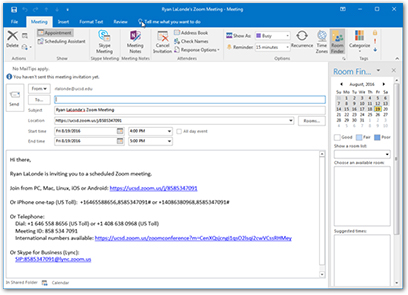 Ryan LaLonde's Zoom Meeting - Meeting
File Meeting Insert Format Text Review Tell me what you want to do
Delete
Actions
Appointment
Scheduling Assistant
Show
Skype Meeting
Skype Meeting
Meeting Notes
Meeting Notes
Cancel Invitation
Address Book
Check Names
Response Options
Attendees
Show As: Busy
Reminder:
Recurrence
Time Zones
Room Finder
Options
Tags
No MailTips apply.
You haven't sent this meeting invitation yet.
Send
From rlalonde@ucsd.edu
To...
Subject Ryan LaLonde's Zoom Meeting
Location https://ucsd.zoom.us/j/8585347091 Rooms...
Start time Fri 8/19/2016 4:00 PM All day event
End time Fri 8/19/2016 5:00 PM
Hi there,
Ryan LaLonde is inviting you to a scheduled Zoom meeting.
Join from PC, Mac, Linux, iOS or Android: https://ucsd.zoom.us/j/8585347091
Or iPhone one-tap (US Toll): +16465588656,8585347091# or +14086380968,8585347091#
Or Telephone:
Dial: +1 646 558 8656 (US Toll) or +1 408 638 0968 (US Toll)
Meeting ID: 858 534 7091
International numbers available:
Or Skype for Business (Lync):
SIP:8585347091@lync.zoom.us
In Shared Folder Calendar
Room Fin...
August, 2016
Su Mo Tu We Th Fr Sa
Good Fair Poor
Show a room list:
Choose an available room:
Suggested times: